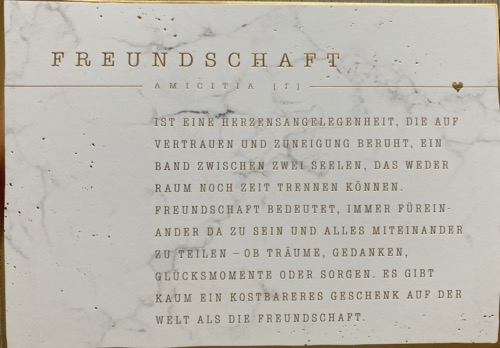 FREUNDSCHAFT
AMICITIA [f]
IST EINE HERZENSANGELEGENHEIT, DIE AUF
VERTRAUEN UND ZUNEIGUNG BERUHT, EIN
BAND ZWISCHEN ZWEI SEELEN, DAS WEDER
RAUM NOCH ZEIT TRENNEN KÖNNEN.
FREUNDSCHAFT BEDEUTET, IMMER FÜREIN-
ANDER DA ZU SEIN UND ALLES MITEINANDER
ZU TEILEN – OB TRÄUME, GEDANKEN,
GLÜCKSMOMENTE ODER SORGEN. ES GIBT
KAUM EIN KOSTBARERES GESCHENK AUF DER
WELT ALS DIE FREUNDSCHAFT.